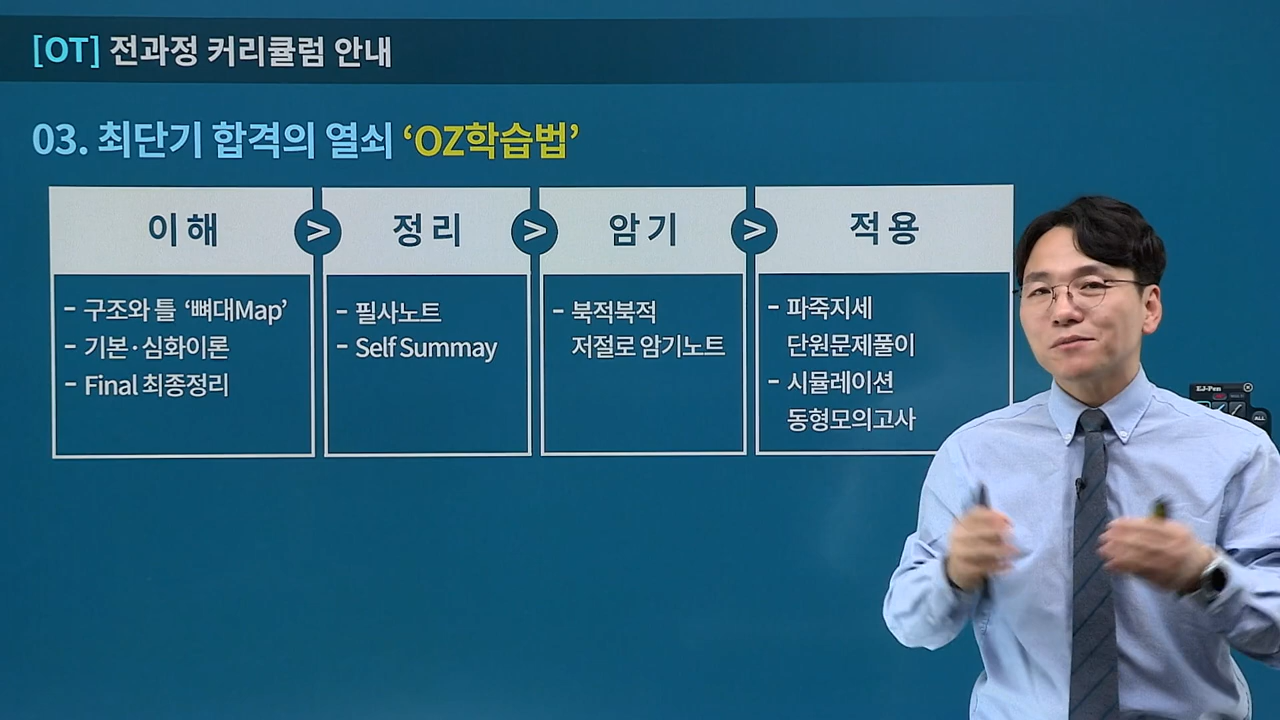 [OT] 전과정 커리큘럼 안내
03. 최단기 합격의 열쇠 ‘OZ학습법’
이해 > 정리 > 암기 > 적용
- 구조와 틀 ‘뼈대Map’
- 기본·심화이론
- Final 최종정리
- 필사노트
- Self Summay
- 북적북적
저절로 암기노트
- 파죽지세
단원문제풀이
- 시뮬레이션
동형모의고사
EJ-Pen
ALL